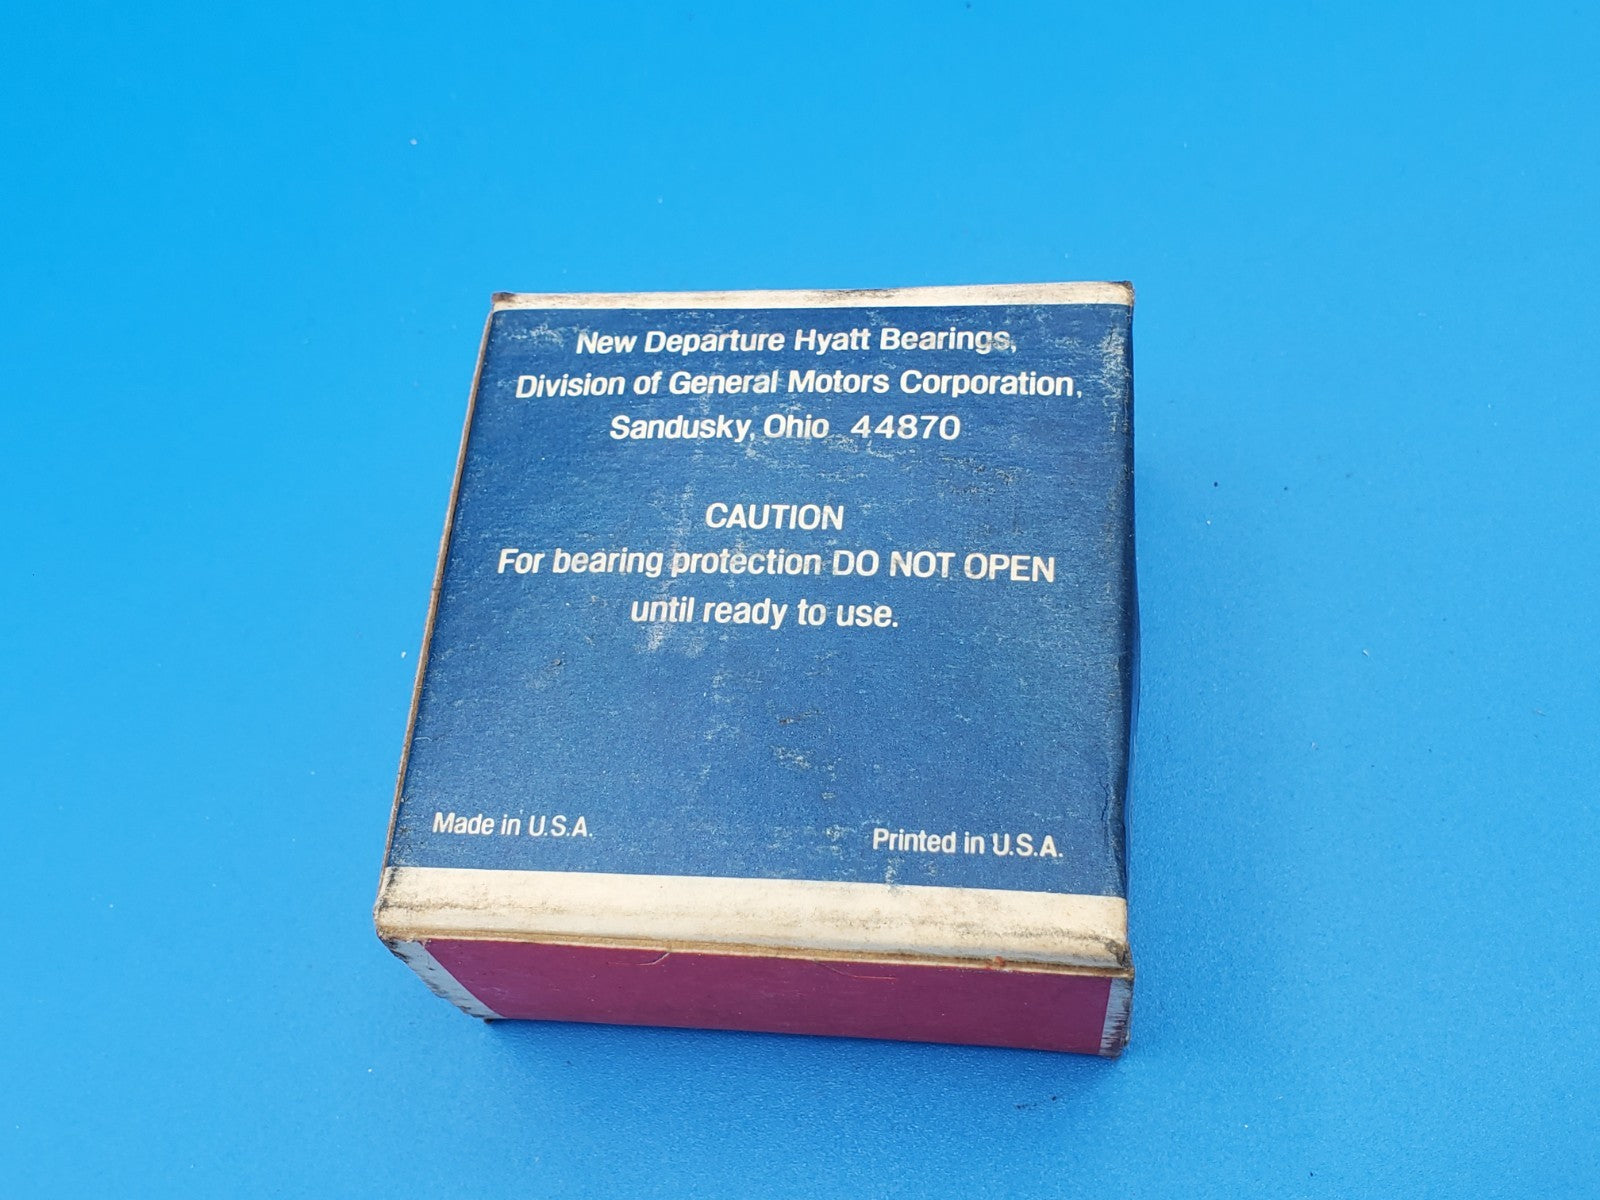 New Departure Hyatt Bearings,
Division of General Motors Corporation,
Sandusky, Ohio 44870
CAUTION
For bearing protection DO NOT OPEN
until ready to use.
Made in U.S.A.
Printed in U.S.A.